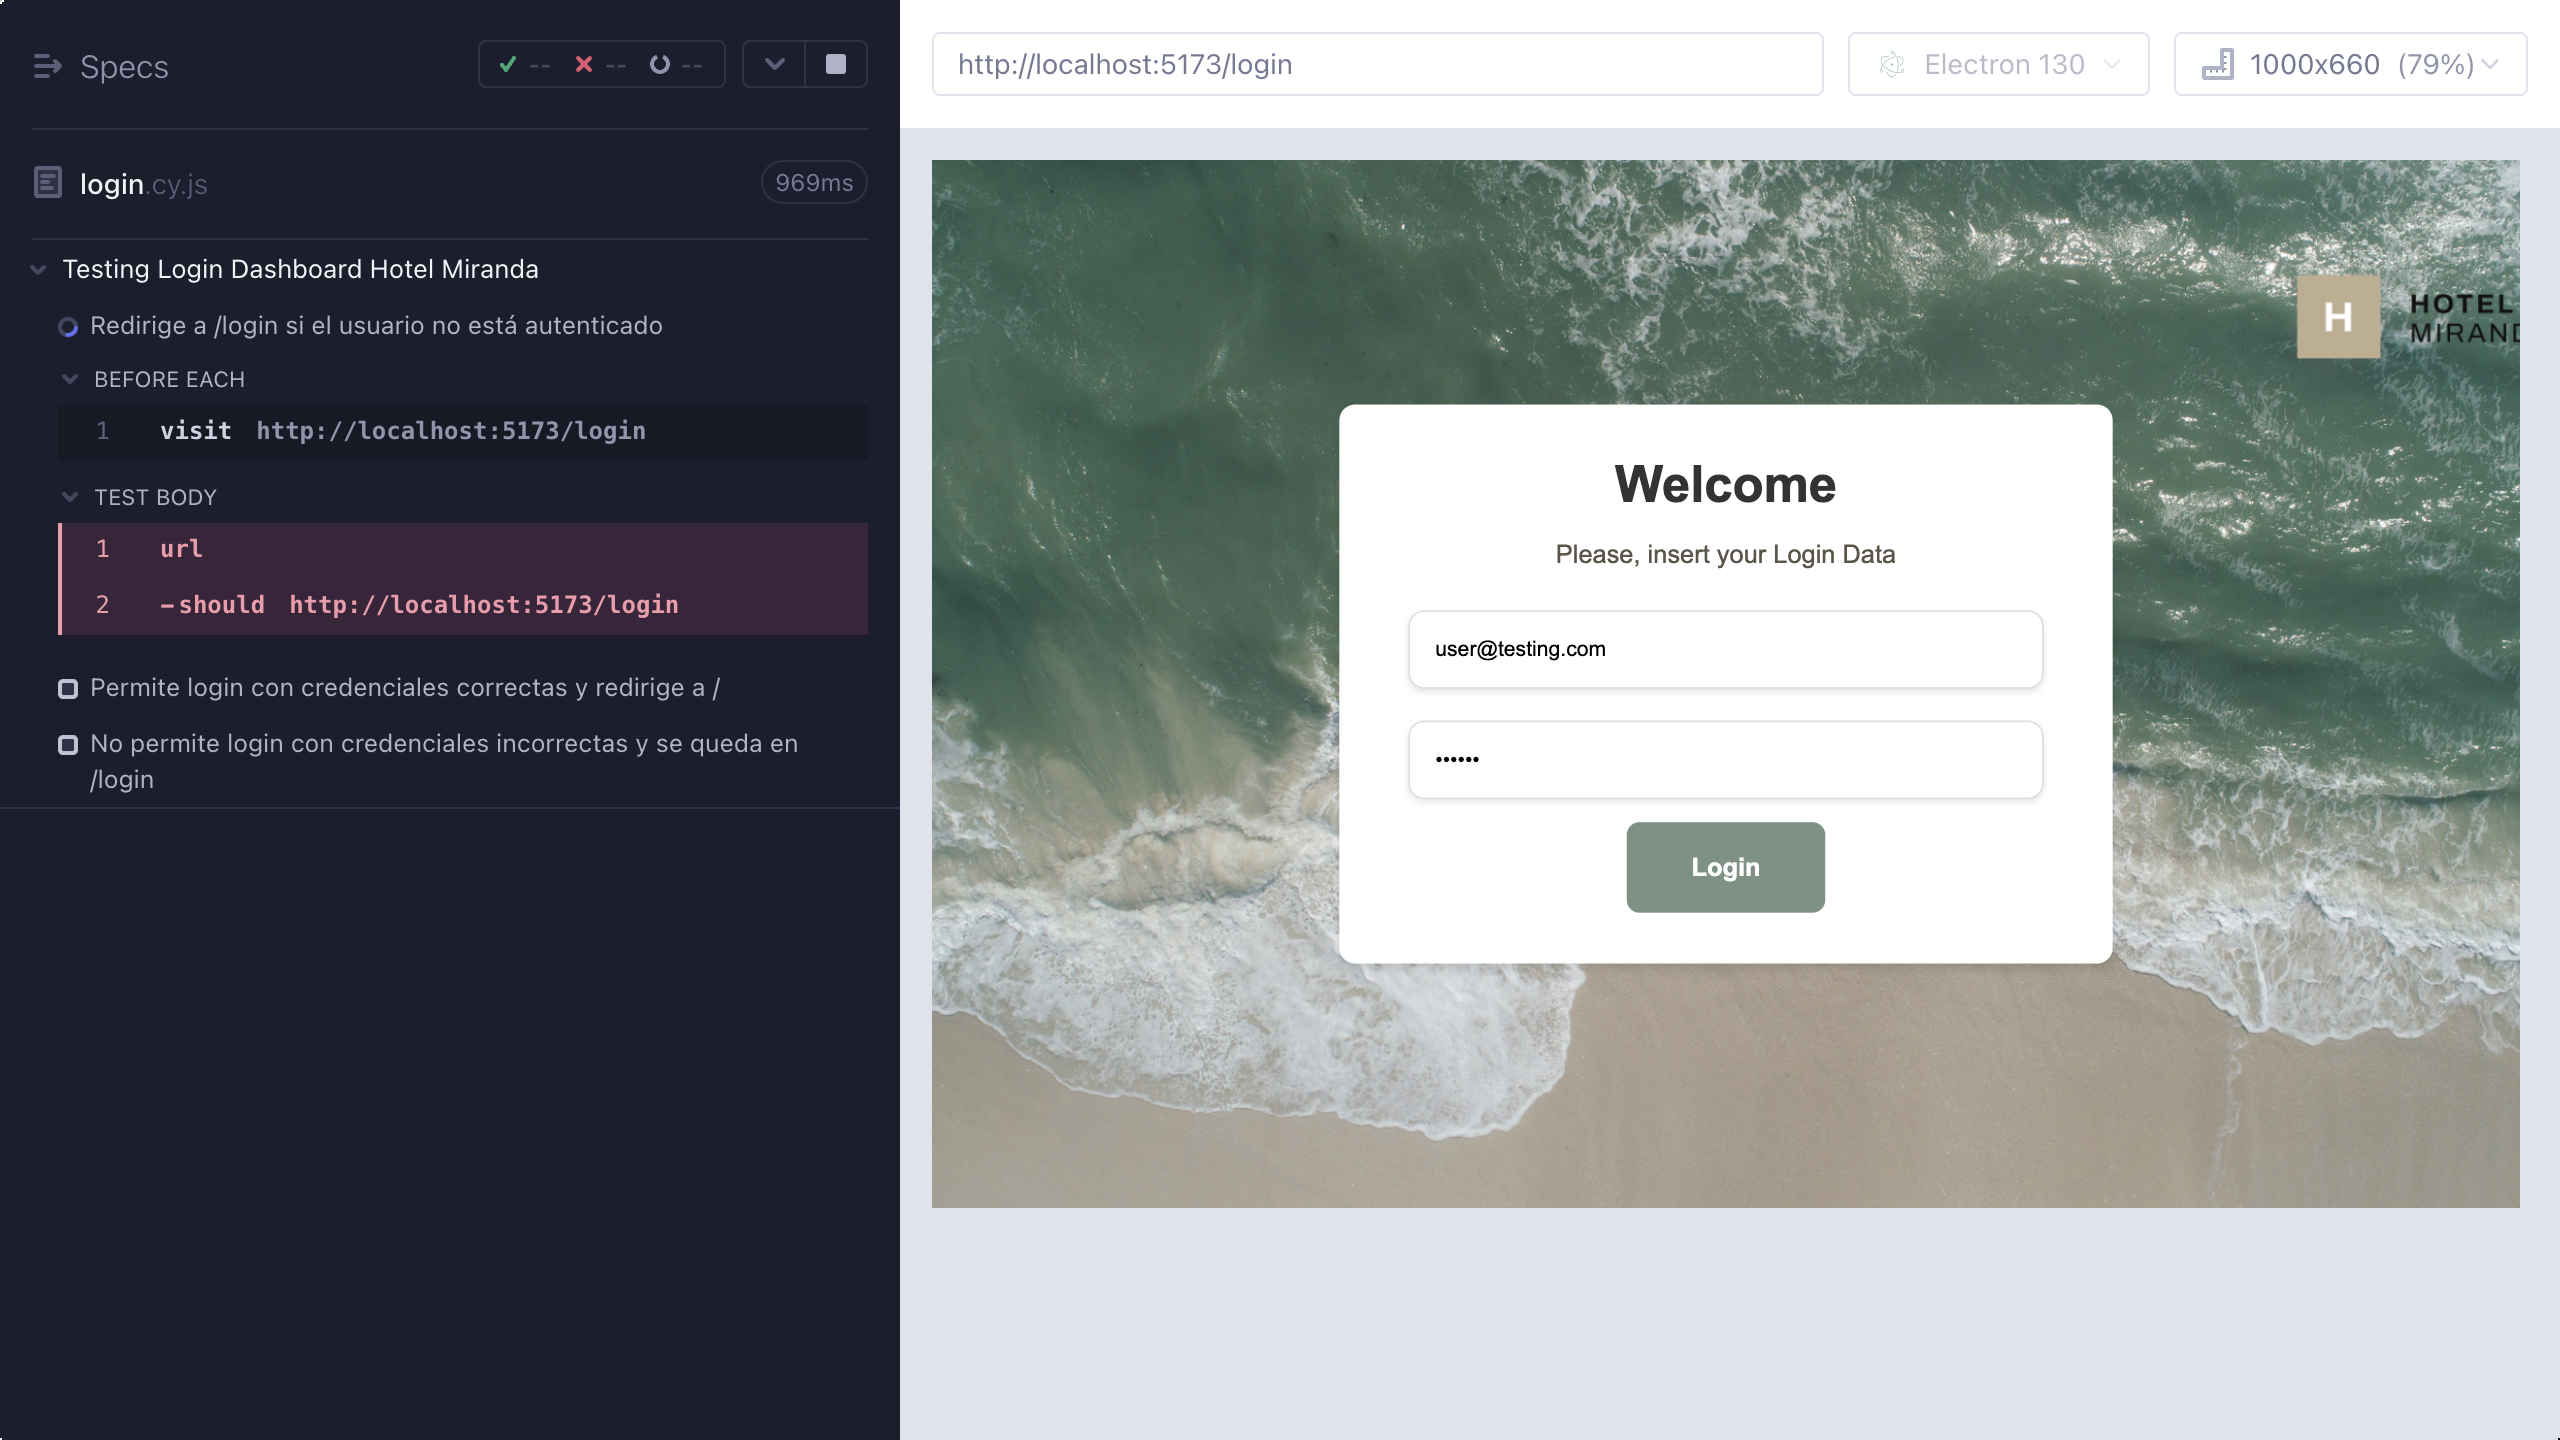 Specs
-- -- --
login.cy.js
969ms
Testing Login Dashboard Hotel Miranda
Redirige a /login si el usuario no está autenticado
BEFORE EACH
1 visit http://localhost:5173/login
TEST BODY
1 url
2 -should http://localhost:5173/login
Permite login con credenciales correctas y redirige a /
No permite login con credenciales incorrectas y se queda en
/login
http://localhost:5173/login
Electron 130
1000x660 (79%)
H
HOTEL
MIRAND
Welcome
Please, insert your Login Data
user@testing.com
••••••
Login